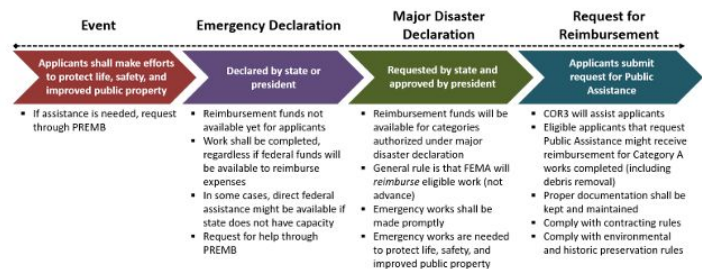 Event
Emergency Declaration
Major Disaster
Declaration
Request for
Reimbursement
Applicants shall make efforts
to protect life, safety, and
improved public property
Declared by state or
president
Requested by state and
approved by president
Applicants submit
request for Public
Assistance
▪ If assistance is needed, request
through PREMB
▪ Reimbursement funds not
available yet for applicants
▪ Work shall be completed,
regardless if federal funds will
be available to reimburse
expenses
▪ In some cases, direct federal
assistance might be available if
state does not have capacity
▪ Request for help through
PREMB
▪ Reimbursement funds will be
available for categories
authorized under major
disaster declaration
▪ General rule is that FEMA will
reimburse eligible work (not
advance)
▪ Emergency works shall be
made promptly
▪ Emergency works are needed
to protect life, safety, and
improved public property
▪ COR3 will assist applicants
▪ Eligible applicants that request
Public Assistance might receive
reimbursement for Category A
works completed (including
debris removal)
▪ Proper documentation shall be
kept and maintained
▪ Comply with contracting rules
▪ Comply with environmental
and historic preservation rules